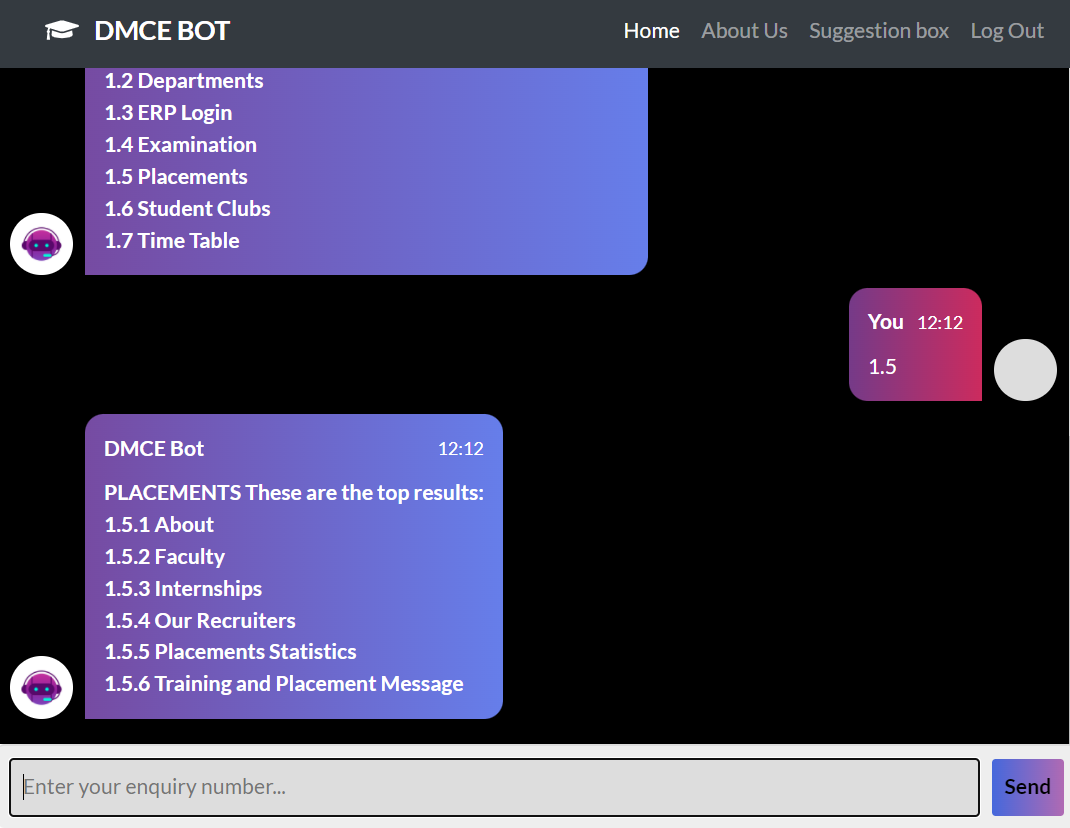 DMCE BOT
Home About Us Suggestion box Log Out
1.2 Departments
1.3 ERP Login
1.4 Examination
1.5 Placements
1.6 Student Clubs
1.7 Time Table
You 12:12
1.5
DMCE Bot 12:12
PLACEMENTS These are the top results:
1.5.1 About
1.5.2 Faculty
1.5.3 Internships
1.5.4 Our Recruiters
1.5.5 Placements Statistics
1.5.6 Training and Placement Message
Enter your enquiry number...
Send